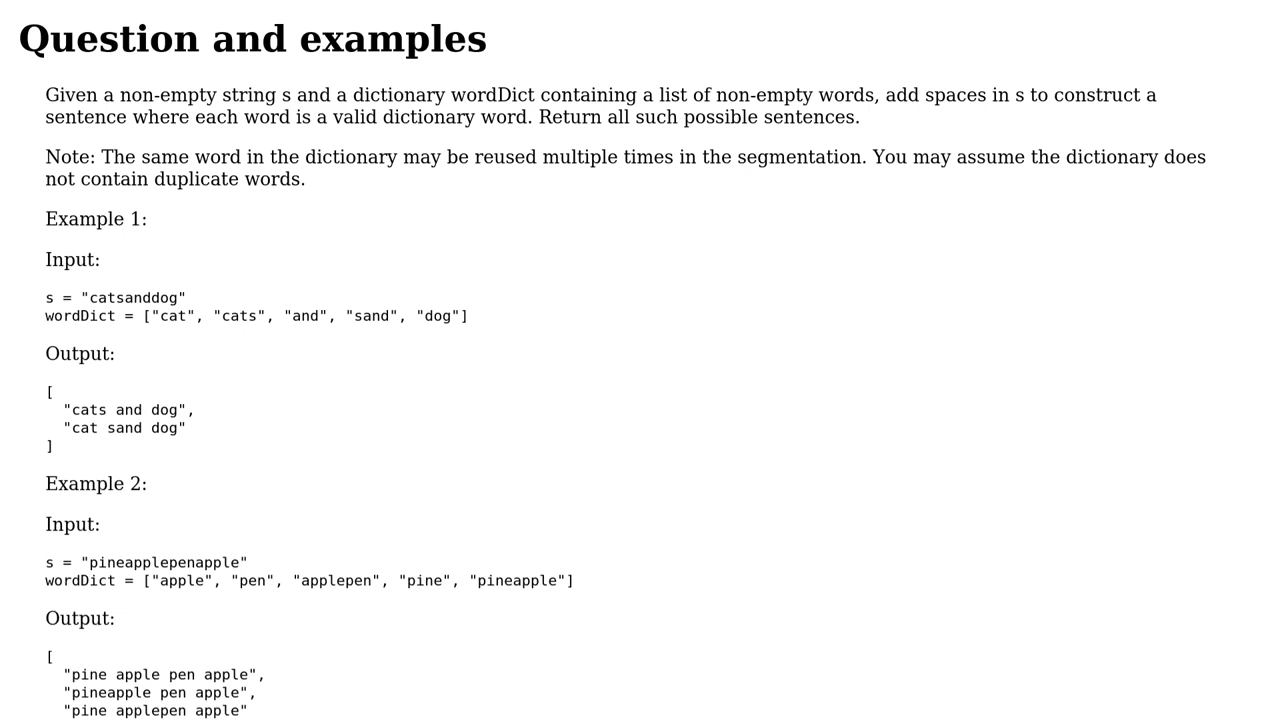 Question and examples
Given a non-empty string s and a dictionary wordDict containing a list of non-empty words, add spaces in s to construct a
sentence where each word is a valid dictionary word. Return all such possible sentences.
Note: The same word in the dictionary may be reused multiple times in the segmentation. You may assume the dictionary does
not contain duplicate words.
Example 1:
Input:
s = "catsanddog"
wordDict = ["cat", "cats", "and", "sand", "dog"]
Output:
[
  "cats and dog",
  "cat sand dog"
]
Example 2:
Input:
s = "pineapplepenapple"
wordDict = ["apple", "pen", "applepen", "pine", "pineapple"]
Output:
[
  "pine apple pen apple",
  "pineapple pen apple",
  "pine applepen apple"